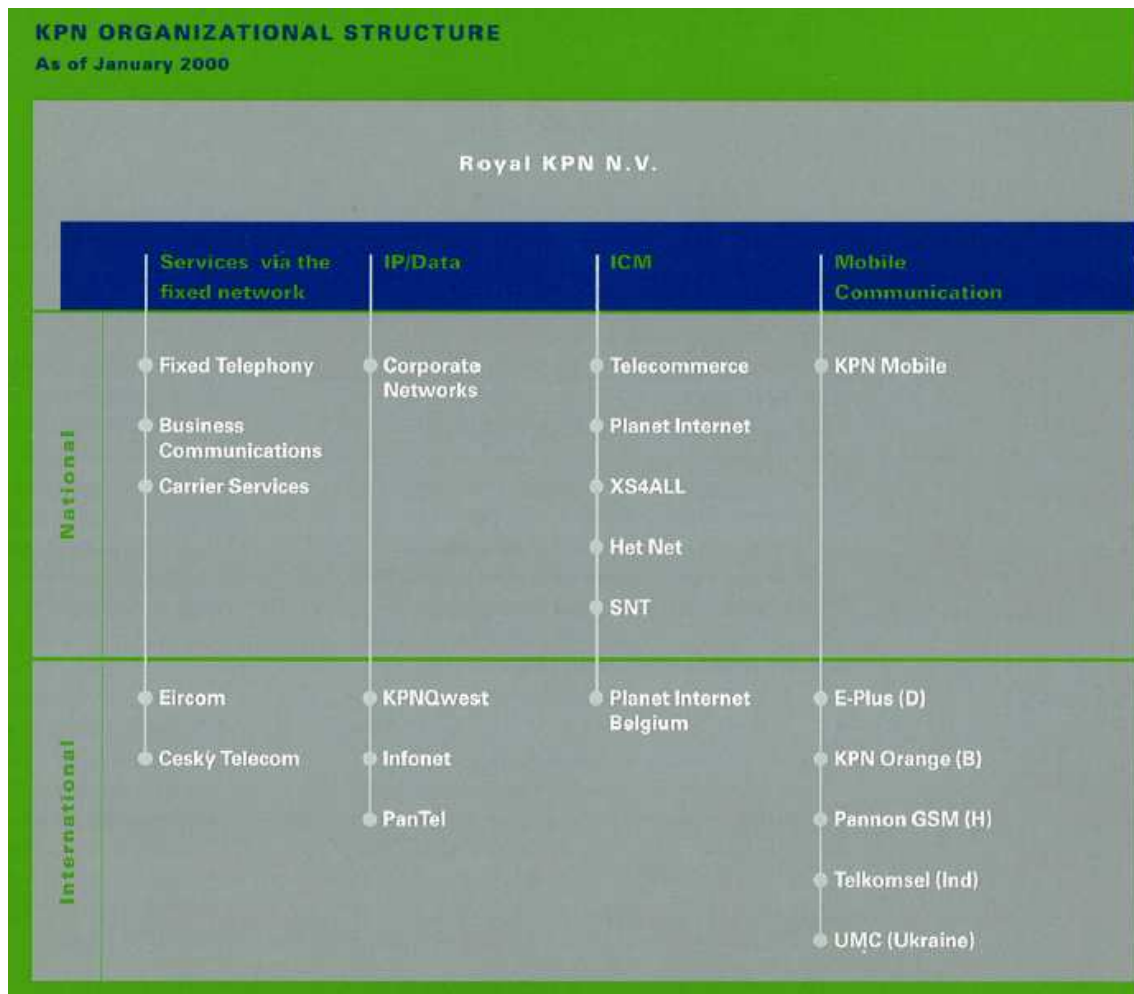 KPN ORGANIZATIONAL STRUCTURE
As of January 2000
Royal KPN N.V.
Services via the
fixed network
IP/Data
ICM
Mobile
Communication
National
Fixed Telephony
Business
Communications
Carrier Services
Corporate
Networks
Telecommerce
Planet Internet
XS4ALL
Het Net
SNT
KPN Mobile
International
Eircom
Ceský Telecom
KPNQwest
Infonet
PanTel
Planet Internet
Belgium
E-Plus (D)
KPN Orange (B)
Pannon GSM (H)
Telkomsel (Ind)
UMC (Ukraine)